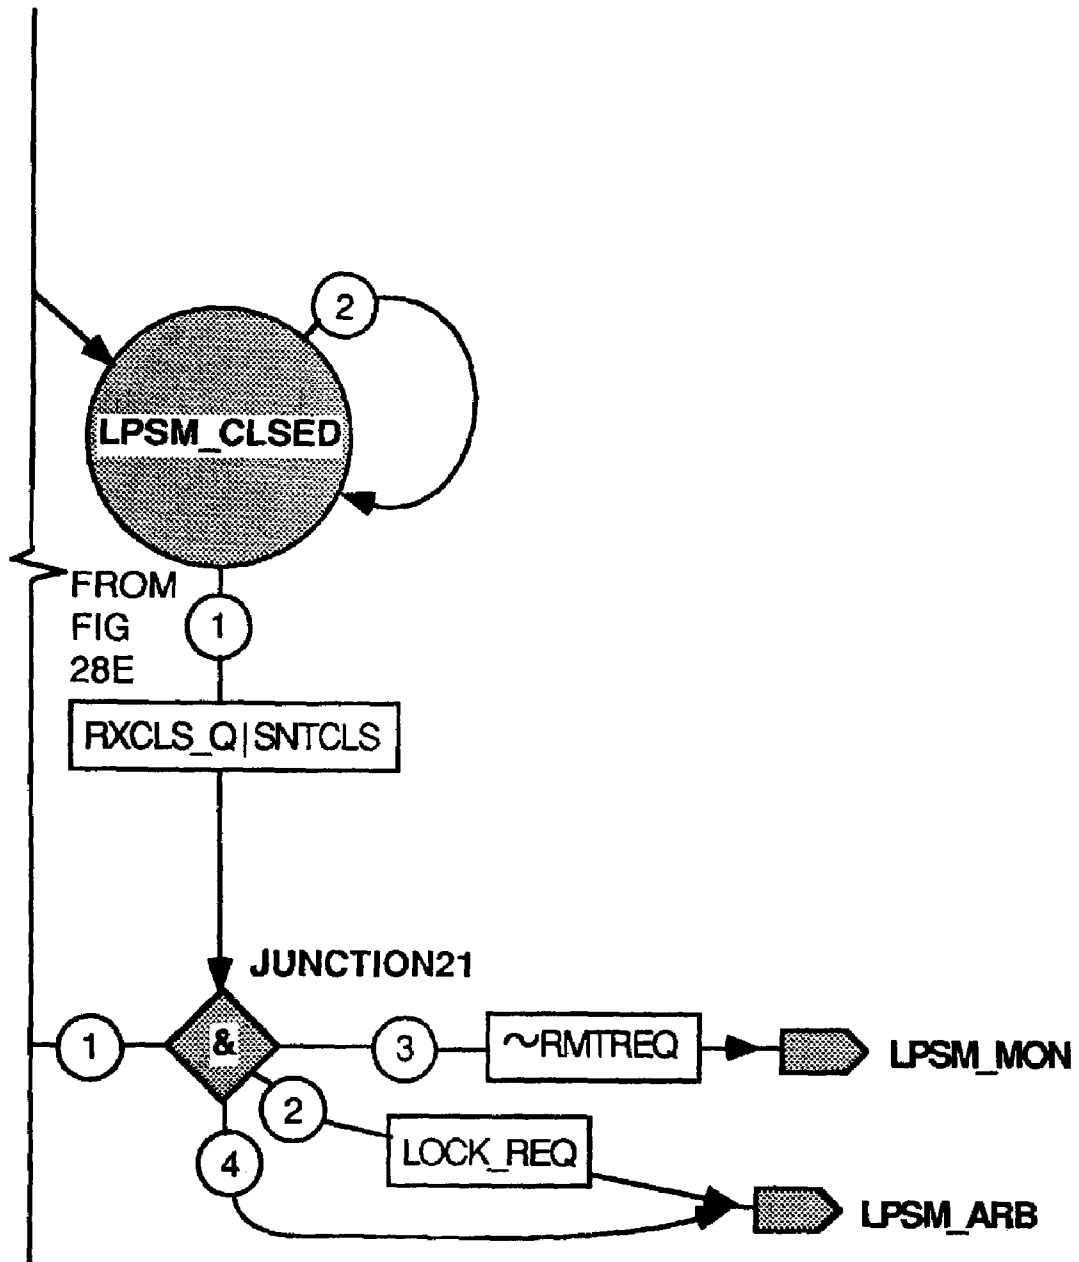 2
LPSM_CLSED
FROM
FIG
28E
1
RXCLS_Q|SNTCLS
JUNCTION21
1
&
3
~RMTREQ
LPSM_MON
2
LOCK_REQ
4
LPSM_ARB